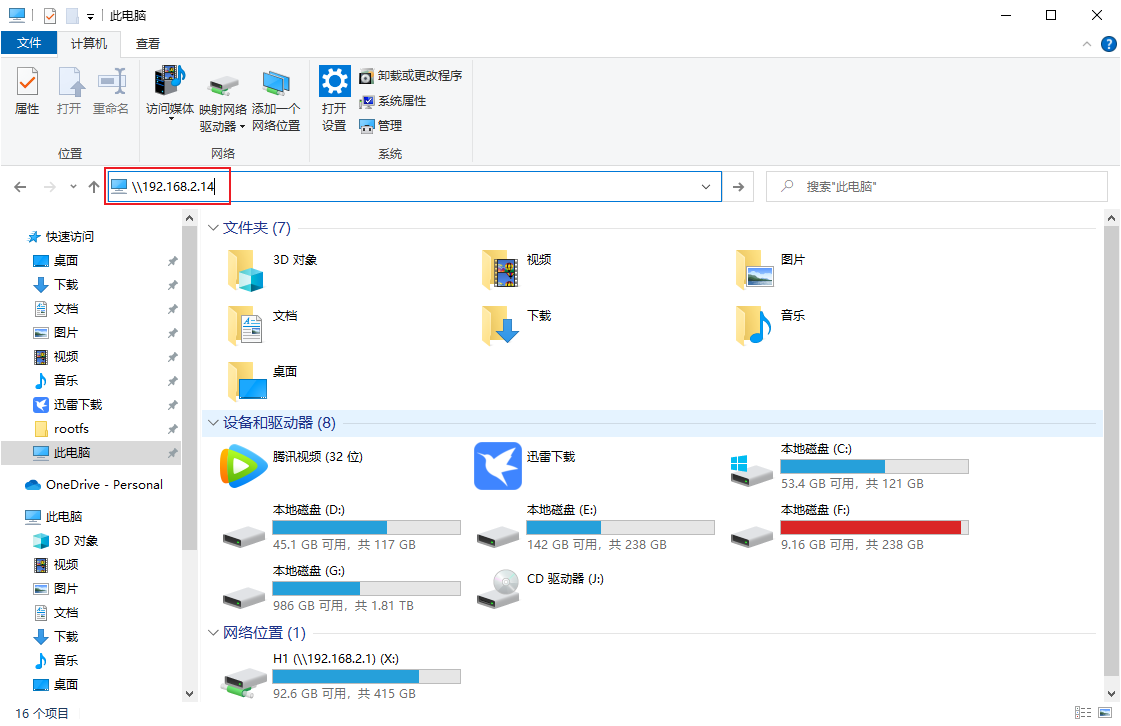 此电脑
文件 计算机 查看
属性 打开 重命名 访问媒体 映射网络驱动器 添加一个网络位置 打开设置 卸载或更改程序
系统属性
管理
位置 网络 系统
\\192.168.2.14 搜索"此电脑"
快速访问
桌面
下载
文档
图片
视频
音乐
迅雷下载
rootfs
此电脑
OneDrive - Personal
此电脑
3D 对象
视频
图片
文档
下载
音乐
桌面
文件夹 (7)
3D 对象 视频 图片
文档 下载 音乐
桌面
设备和驱动器 (8)
腾讯视频 (32 位)
迅雷下载
本地磁盘 (C:)
53.4 GB 可用，共 121 GB
本地磁盘 (D:)
45.1 GB 可用，共 117 GB
本地磁盘 (E:)
142 GB 可用，共 238 GB
本地磁盘 (F:)
9.16 GB 可用，共 238 GB
本地磁盘 (G:)
986 GB 可用，共 1.81 TB
CD 驱动器 (J:)
网络位置 (1)
H1 (\\192.168.2.1) (X:)
92.6 GB 可用，共 415 GB
16 个项目